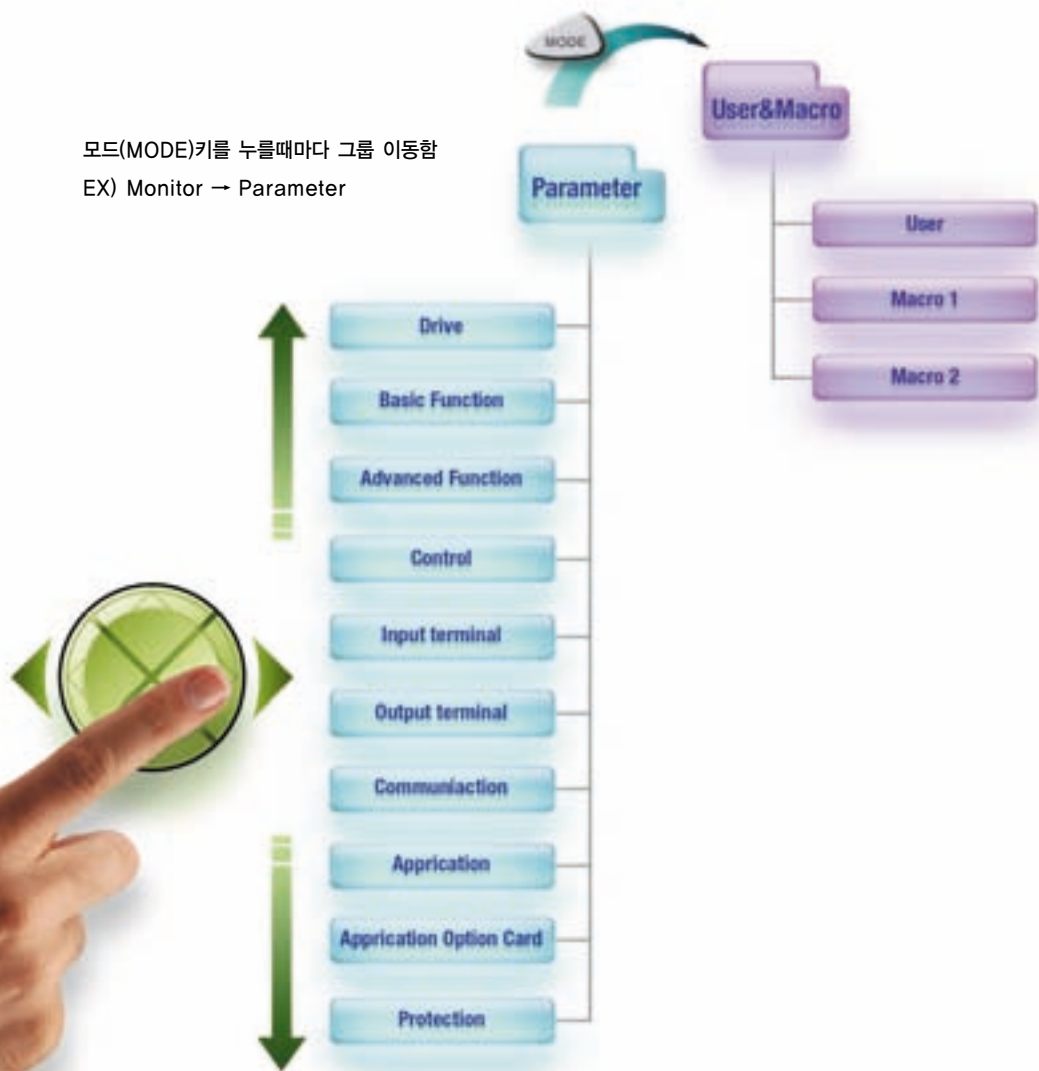 MODE
User&Macro
모드(MODE)키를 누를때마다 그룹 이동함
EX) Monitor → Parameter
Parameter
User
Macro 1
Macro 2
Drive
Basic Function
Advanced Function
Control
Input terminal
Output terminal
Communiaction
Apprication
Apprication Option Card
Protection